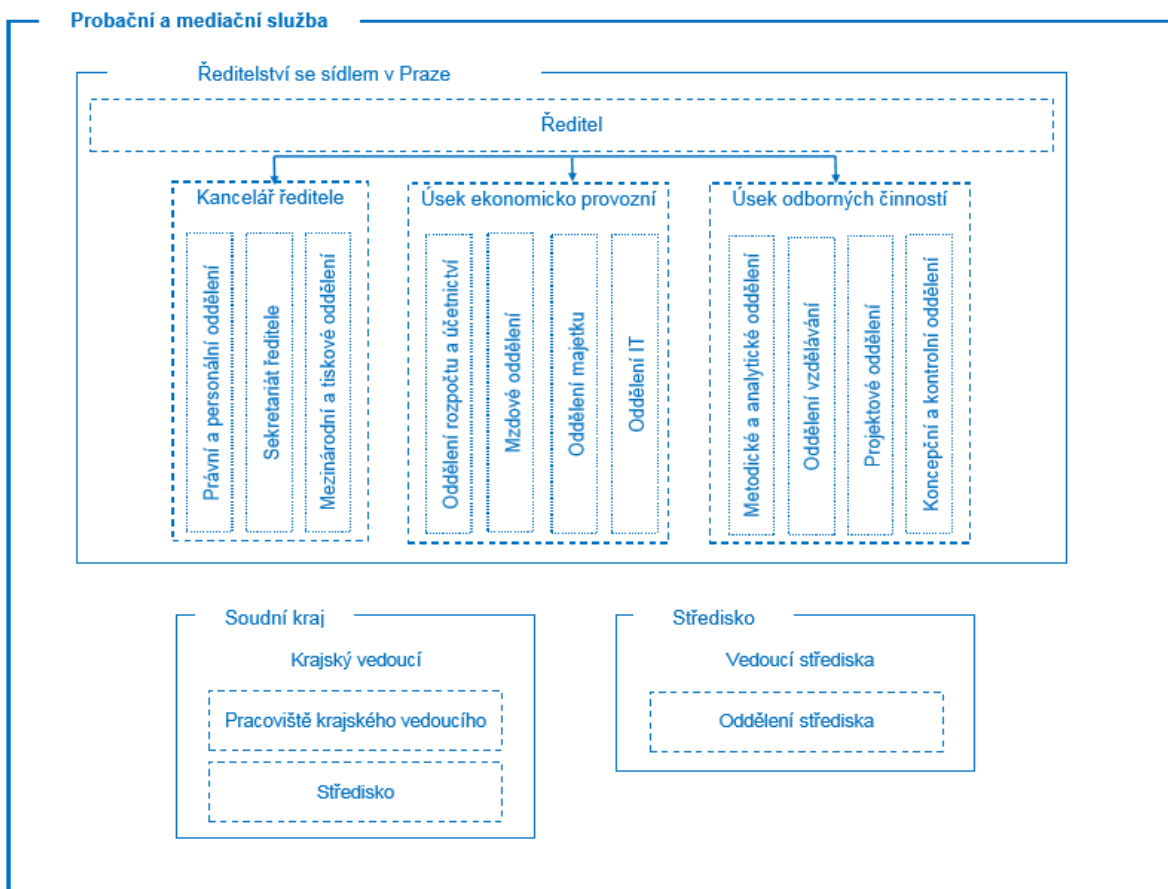 Probační a mediační služba
Ředitelství se sídlem v Praze
Ředitel
Kancelář ředitele
Právní a personální oddělení
Sekretariát ředitele
Mezinárodní a tiskové oddělení
Úsek ekonomicko provozní
Oddělení rozpočtu a účetnictví
Mzdové oddělení
Oddělení majetku
Oddělení IT
Úsek odborných činností
Metodické a analytické oddělení
Oddělení vzdělávání
Projektové oddělení
Koncepční a kontrolní oddělení
Soudní kraj
Krajský vedoucí
Pracoviště krajského vedoucího
Středisko
Středisko
Vedoucí střediska
Oddělení střediska